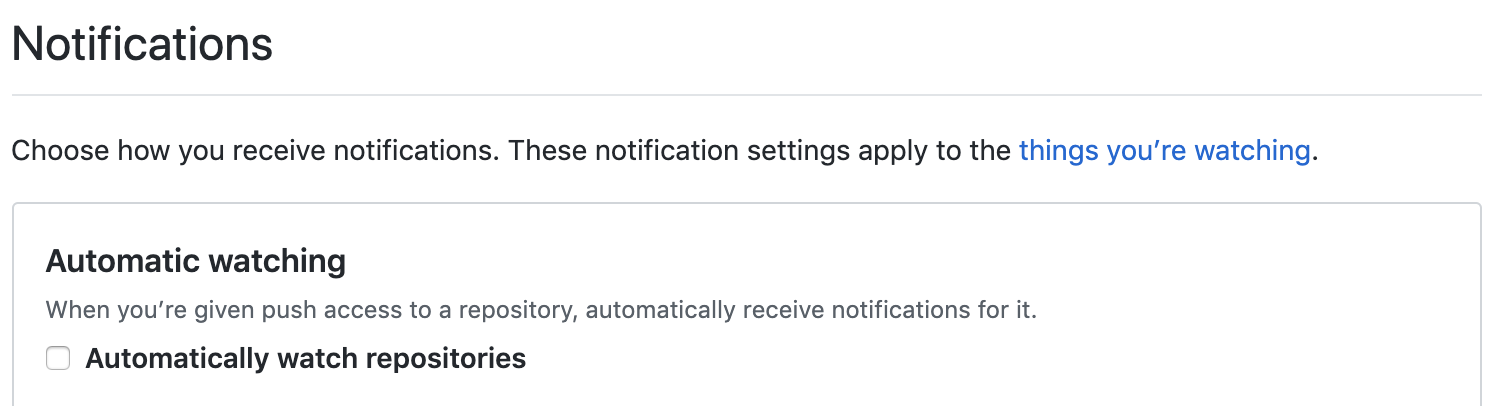 Notifications
Choose how you receive notifications. These notification settings apply to the things you’re watching.
Automatic watching
When you’re given push access to a repository, automatically receive notifications for it.
Automatically watch repositories